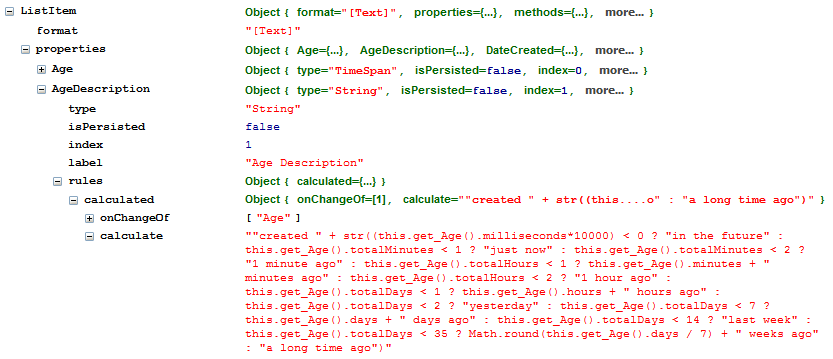 ListItem Object { format="[Text]", properties={...}, methods={...}, more... }
format "[Text]"
properties Object { Age={...}, AgeDescription={...}, DateCreated={...}, more... }
Age Object { type="TimeSpan", isPersisted=false, index=0, more... }
AgeDescription Object { type="String", isPersisted=false, index=1, more... }
type "String"
isPersisted false
index 1
label "Age Description"
rules Object { calculated={...} }
calculated Object { onChangeOf=[1], calculate=""created " + str((this....o" : "a long time ago")" }
onChangeOf ["Age"]
calculate ""created " + str((this.get_Age().milliseconds*10000) < 0 ? "in the future" :
this.get_Age().totalMinutes < 1 ? "just now" : this.get_Age().totalMinutes < 2 ?
"1 minute ago" : this.get_Age().totalHours < 1 ? this.get_Age().minutes + "
minutes ago" : this.get_Age().totalHours < 2 ? "1 hour ago" :
this.get_Age().totalDays < 1 ? this.get_Age().hours + " hours ago" :
this.get_Age().totalDays < 2 ? "yesterday" : this.get_Age().totalDays < 7 ?
this.get_Age().days + " days ago" : this.get_Age().totalDays < 14 ? "last week" :
this.get_Age().totalDays < 35 ? Math.round(this.get_Age().days / 7) + " weeks ago"
: "a long time ago")"